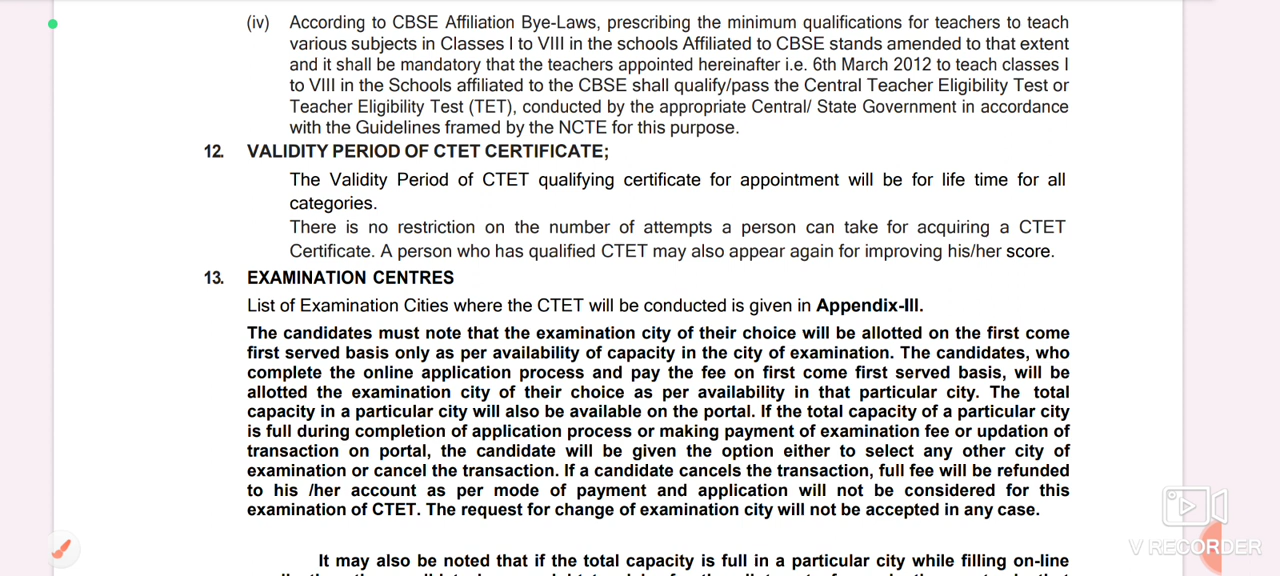 (iv) According to CBSE Affiliation Bye-Laws, prescribing the minimum qualifications for teachers to teach
various subjects in Classes I to VIII in the schools Affiliated to CBSE stands amended to that extent
and it shall be mandatory that the teachers appointed hereinafter i.e. 6th March 2012 to teach classes I
to VIII in the Schools affiliated to the CBSE shall qualify/pass the Central Teacher Eligibility Test or
Teacher Eligibility Test (TET), conducted by the appropriate Central/ State Government in accordance
with the Guidelines framed by the NCTE for this purpose.
12. VALIDITY PERIOD OF CTET CERTIFICATE;
The Validity Period of CTET qualifying certificate for appointment will be for life time for all
categories.
There is no restriction on the number of attempts a person can take for acquiring a CTET
Certificate. A person who has qualified CTET may also appear again for improving his/her score.
13. EXAMINATION CENTRES
List of Examination Cities where the CTET will be conducted is given in Appendix-III.
The candidates must note that the examination city of their choice will be allotted on the first come
first served basis only as per availability of capacity in the city of examination. The candidates, who
complete the online application process and pay the fee on first come first served basis, will be
allotted the examination city of their choice as per availability in that particular city. The total
capacity in a particular city will also be available on the portal. If the total capacity of a particular city
is full during completion of application process or making payment of examination fee or updation of
transaction on portal, the candidate will be given the option either to select any other city of
examination or cancel the transaction. If a candidate cancels the transaction, full fee will be refunded
to his /her account as per mode of payment and application will not be considered for this
examination of CTET. The request for change of examination city will not be accepted in any case.
It may also be noted that if the total capacity is full in a particular city while filling on-line
V RECORDER